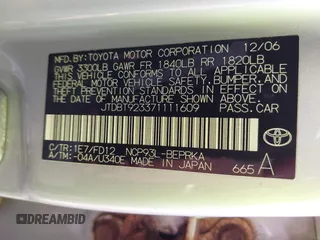 MFD. BY: TOYOTA MOTOR CORPORATION 12/06
GVWR 3300LB GAWR FR 1840LB RR 1820LB
THIS VEHICLE CONFORMS TO ALL APPLICABLE
FEDERAL MOTOR VEHICLE SAFETY, BUMPER, AND
THEFT PREVENTION STANDARDS IN EFFECT ON
THE DATE OF MANUFACTURE SHOWN ABOVE.
JTDBT923371111609 PASS.CAR
C/TR: 1E7/FD12 NCP93L-BEPRKA
A/TM: -04A/U340E MADE IN JAPAN 665 A
TOYOTA
DREAMBID